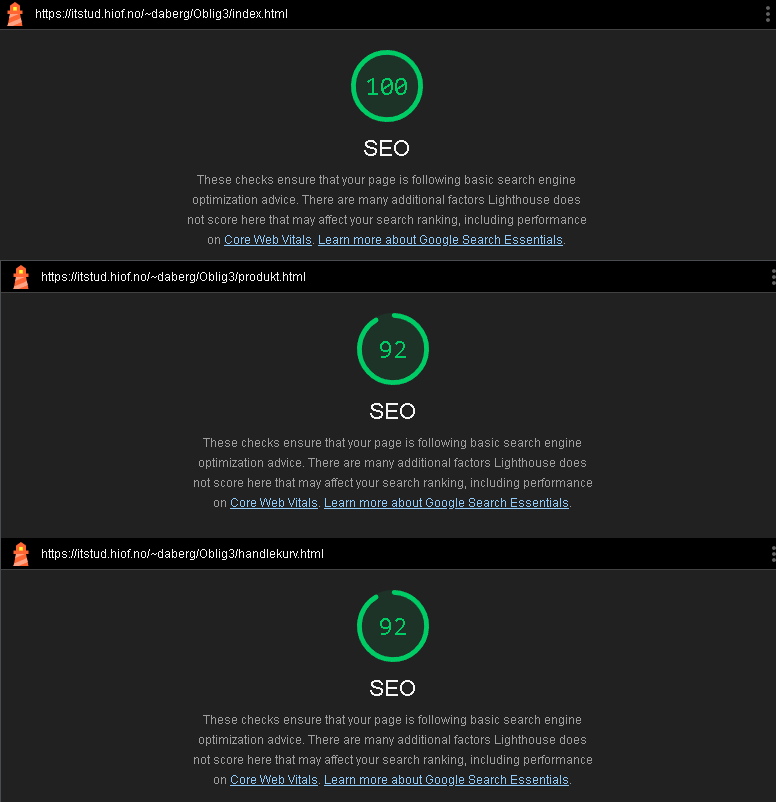 https://itstud.hiof.no/~daberg/Oblig3/index.html
100
SEO
These checks ensure that your page is following basic search engine
optimization advice. There are many additional factors Lighthouse does
not score here that may affect your search ranking, including performance
on Core Web Vitals. Learn more about Google Search Essentials.
https://itstud.hiof.no/~daberg/Oblig3/produkt.html
92
SEO
These checks ensure that your page is following basic search engine
optimization advice. There are many additional factors Lighthouse does
not score here that may affect your search ranking, including performance
on Core Web Vitals. Learn more about Google Search Essentials.
https://itstud.hiof.no/~daberg/Oblig3/handlekurv.html
92
SEO
These checks ensure that your page is following basic search engine
optimization advice. There are many additional factors Lighthouse does
not score here that may affect your search ranking, including performance
on Core Web Vitals. Learn more about Google Search Essentials.